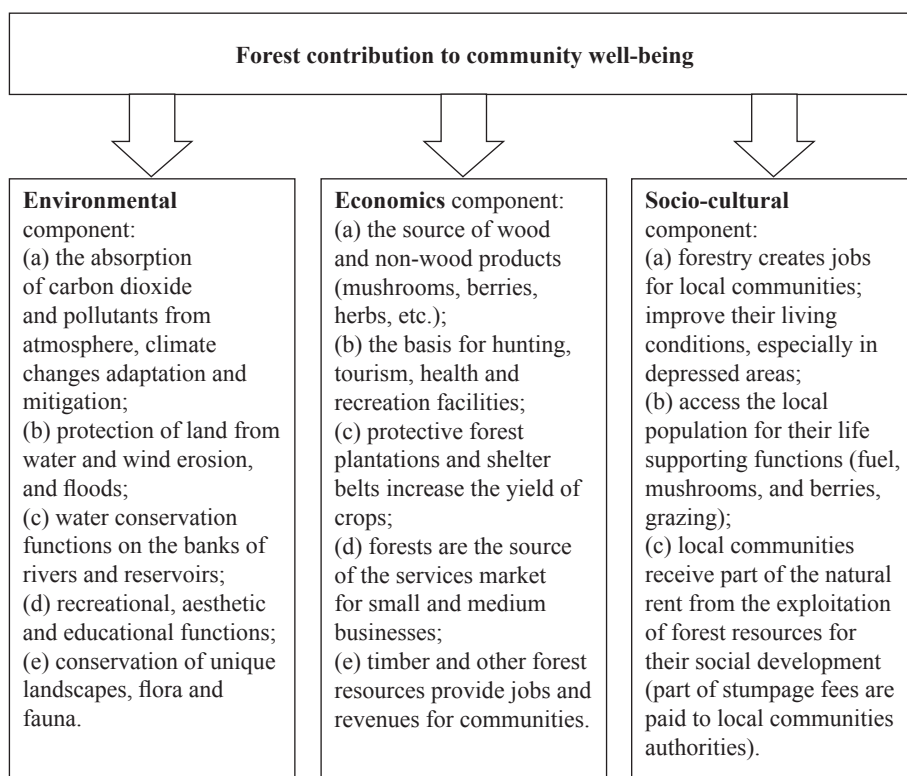 Forest contribution to community well-being
Environmental
component:
(a) the absorption
of carbon dioxide
and pollutants from
atmosphere, climate
changes adaptation and
mitigation;
(b) protection of land from
water and wind erosion,
and floods;
(c) water conservation
functions on the banks of
rivers and reservoirs;
(d) recreational, aesthetic
and educational functions;
(e) conservation of unique
landscapes, flora and
fauna.
Economics component:
(a) the source of wood
and non-wood products
(mushrooms, berries,
herbs, etc.);
(b) the basis for hunting,
tourism, health and
recreation facilities;
(c) protective forest
plantations and shelter
belts increase the yield of
crops;
(d) forests are the source
of the services market
for small and medium
businesses;
(e) timber and other forest
resources provide jobs and
revenues for communities.
Socio-cultural
component:
(a) forestry creates jobs
for local communities;
improve their living
conditions, especially in
depressed areas;
(b) access the local
population for their life
supporting functions (fuel,
mushrooms, and berries,
grazing);
(c) local communities
receive part of the natural
rent from the exploitation
of forest resources for
their social development
(part of stumpage fees are
paid to local communities
authorities).